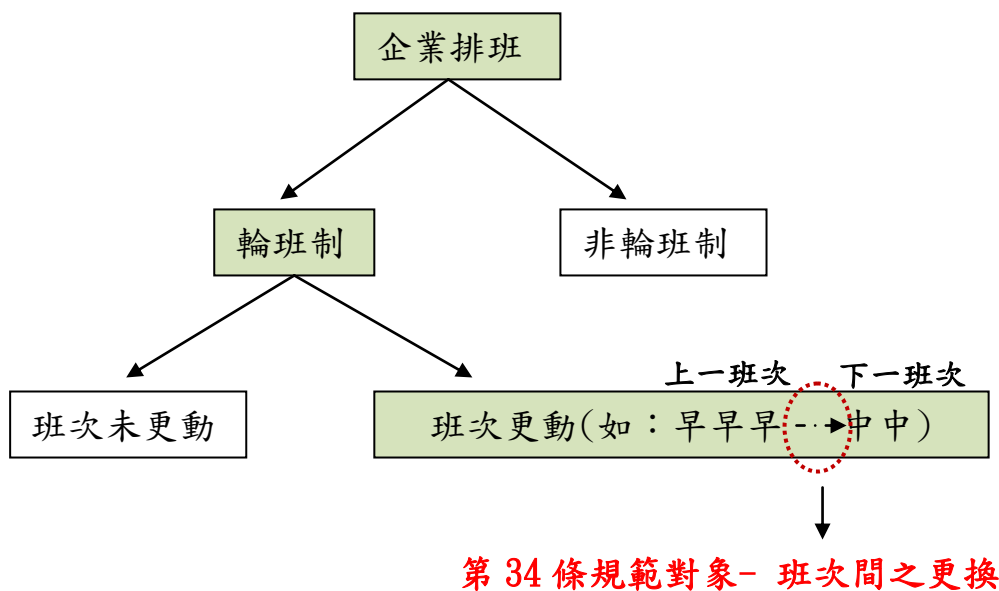 企業排班
輪班制
非輪班制
上一班次
下一班次
班次未更動
班次更動(如：早早早 中中)
第 34 條規範對象- 班次間之更換